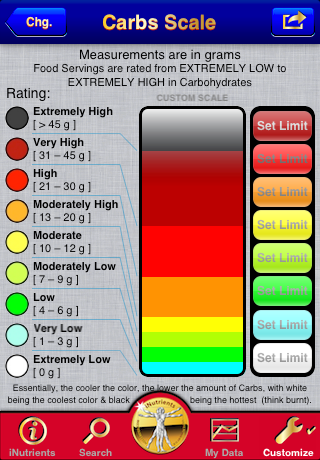 Chg.
Carbs Scale
Measurements are in grams
Food Servings are rated from EXTREMELY LOW to
EXTREMELY HIGH in Carbohydrates
Rating:
CUSTOM SCALE
Extremely High
[ > 45 g ]
Set Limit
Very High
[ 31 – 45 g ]
Set Limit
High
[ 21 – 30 g ]
Set Limit
Moderately High
[ 13 – 20 g ]
Set Limit
Moderate
[ 10 – 12 g ]
Set Limit
Moderately Low
[ 7 – 9 g ]
Set Limit
Low
[ 4 – 6 g ]
Set Limit
Very Low
[ 1 – 3 g ]
Set Limit
Extremely Low
[ 0 g ]
Essentially, the cooler the color, the lower the amount of Carbs, with white
being the coolest color & black being the hottest (think burnt).
iNutrients
iNutrients
Search
My Data
Customize